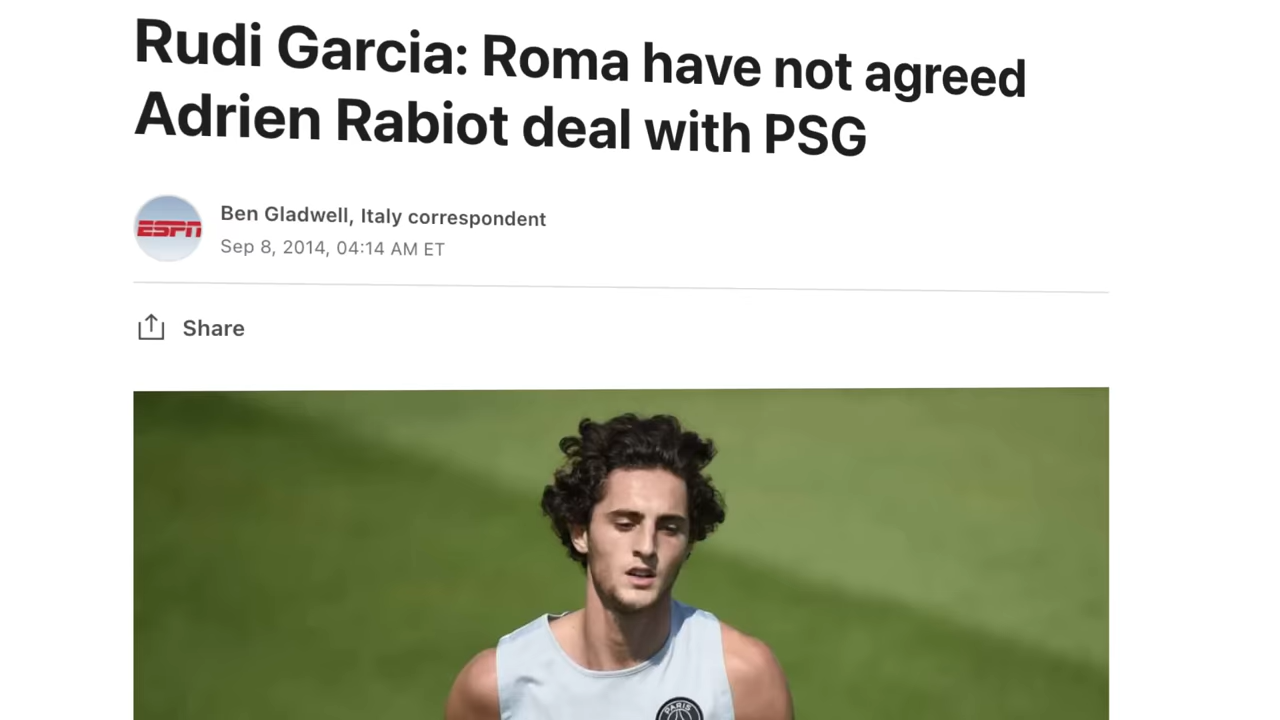 Rudi Garcia: Roma have not agreed
Adrien Rabiot deal with PSG
ESPN
Ben Gladwell, Italy correspondent
Sep 8, 2014, 04:14 AM ET
Share
PARIS